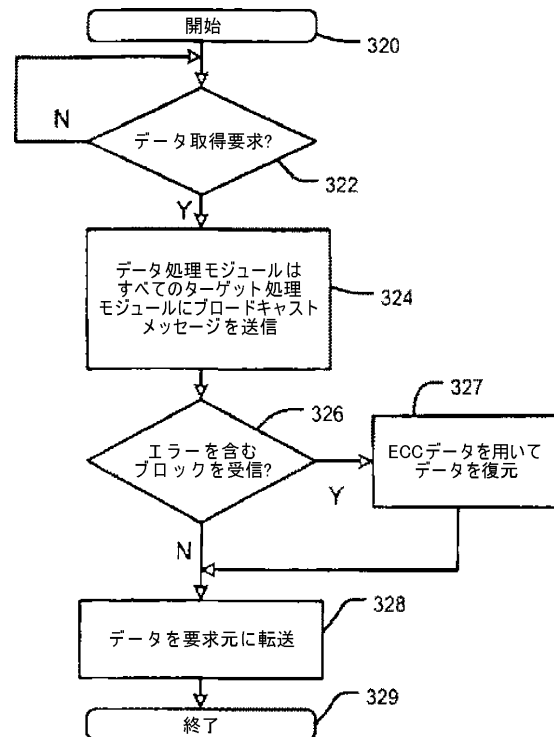 開始
320
N
データ取得要求?
322
Y
データ処理モジュールは
すべてのターゲット処理
モジュールにブロードキャスト
メッセージを送信
324
326
エラーを含む
ブロックを受信?
327
ECCデータを用いて
データを復元
Y
N
328
データを要求元に転送
329
終了